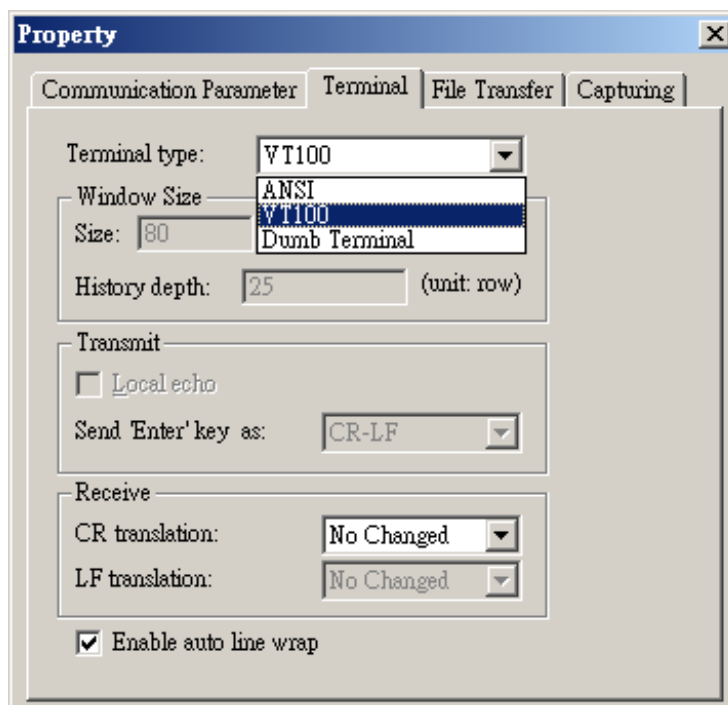 Property
Communication Parameter Terminal File Transfer Capturing
Terminal type: VT100
ANSI
VT100
Dumb Terminal
Window Size
Size: 80
History depth: 25 (unit: row)
Transmit
Local echo
Send 'Enter' key as: CR-LF
Receive
CR translation: No Changed
LF translation: No Changed
Enable auto line wrap